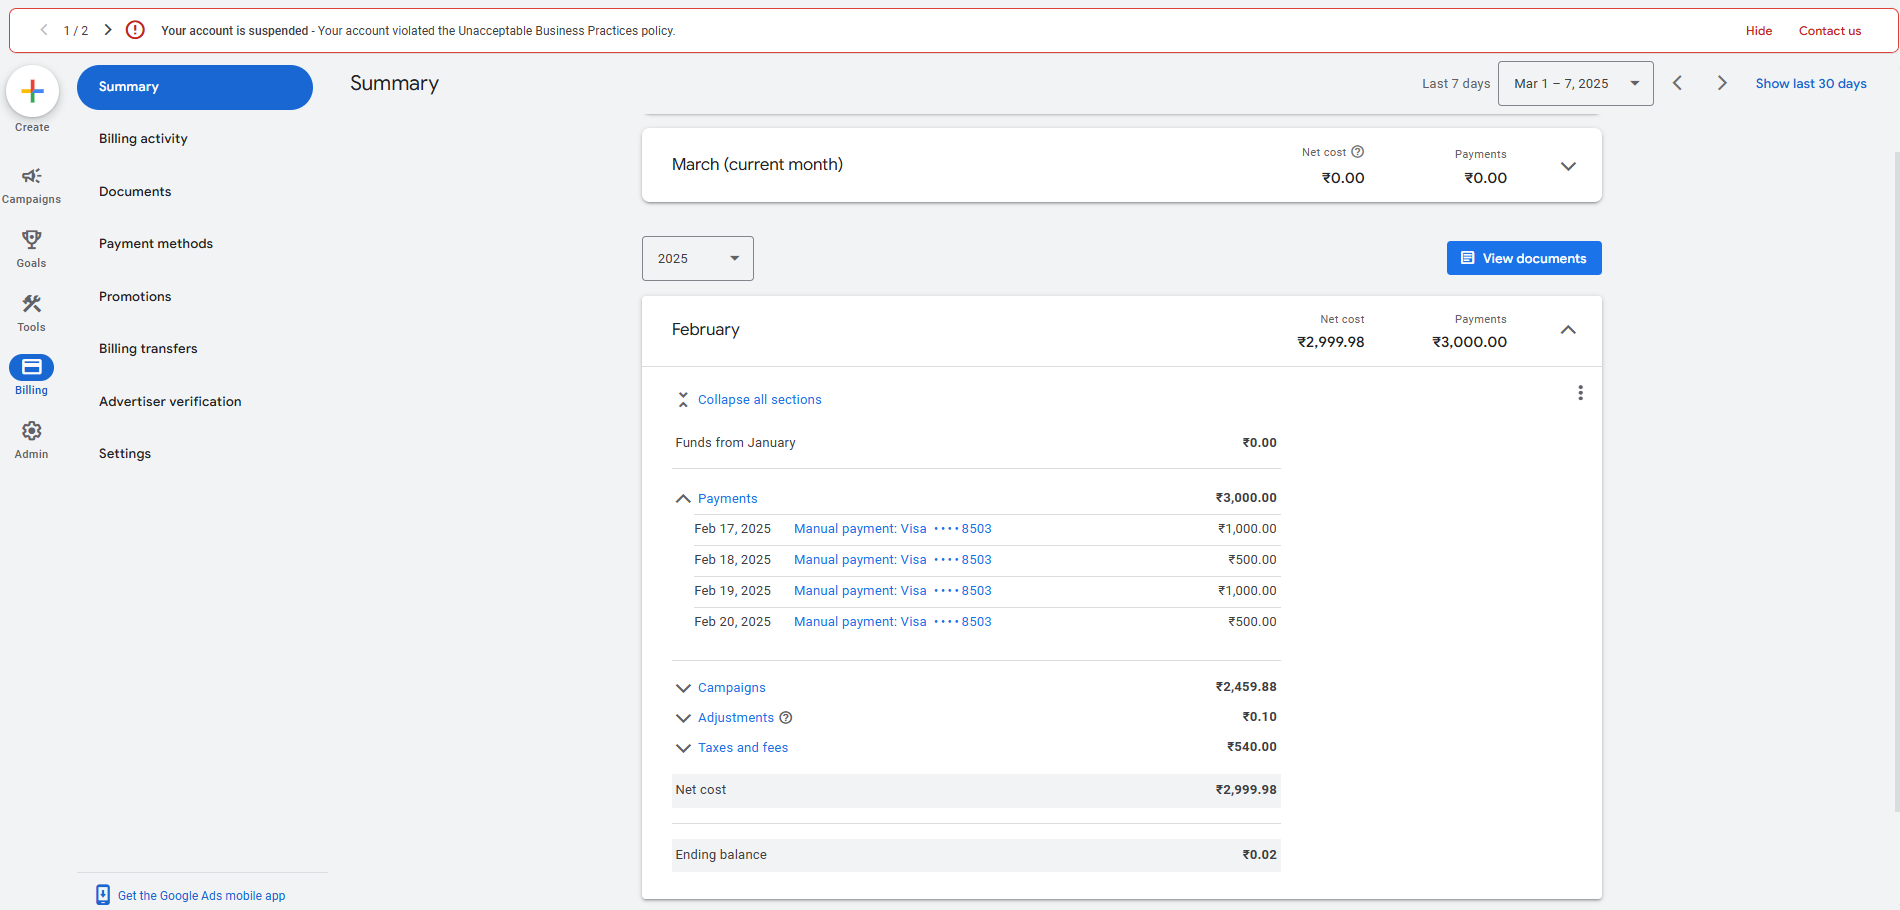 1 / 2 Your account is suspended - Your account violated the Unacceptable Business Practices policy. Hide Contact us
Create
Campaigns
Goals
Tools
Billing
Admin
Summary
Billing activity
Documents
Payment methods
Promotions
Billing transfers
Advertiser verification
Settings
Get the Google Ads mobile app
Summary
Last 7 days Mar 1 – 7, 2025 Show last 30 days
March (current month)
Net cost Payments
₹0.00 ₹0.00
2025 View documents
February
Net cost Payments
₹2,999.98 ₹3,000.00
Collapse all sections
Funds from January ₹0.00
Payments ₹3,000.00
Feb 17, 2025 Manual payment: Visa •••• 8503 ₹1,000.00
Feb 18, 2025 Manual payment: Visa •••• 8503 ₹500.00
Feb 19, 2025 Manual payment: Visa •••• 8503 ₹1,000.00
Feb 20, 2025 Manual payment: Visa •••• 8503 ₹500.00
Campaigns ₹2,459.88
Adjustments ₹0.10
Taxes and fees ₹540.00
Net cost ₹2,999.98
Ending balance ₹0.02